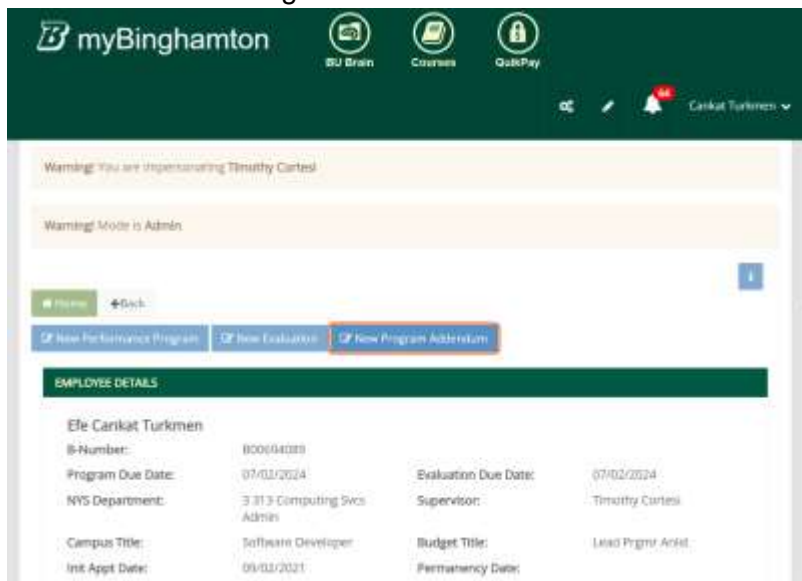 myBinghamton
BU Brain
Courses
QuikPay
64
Cankat Turkmen
Warning! You are impersonating Timothy Cortesi
Warning! Mode is Admin
i
Home
Back
New Performance Program
New Evaluation
New Program Addendum
EMPLOYEE DETAILS
Efe Cankat Turkmen
B-Number:
Program Due Date: 07/02/2024 Evaluation Due Date: 07/02/2024
NYS Department: 3 313 Computing Svcs Supervisor: Timothy Cortesi
Admin
Campus Title: Software Developer Budget Title: Lead Prgmr Anlst
Init Appt Date: 09/02/2021 Permanency Date: